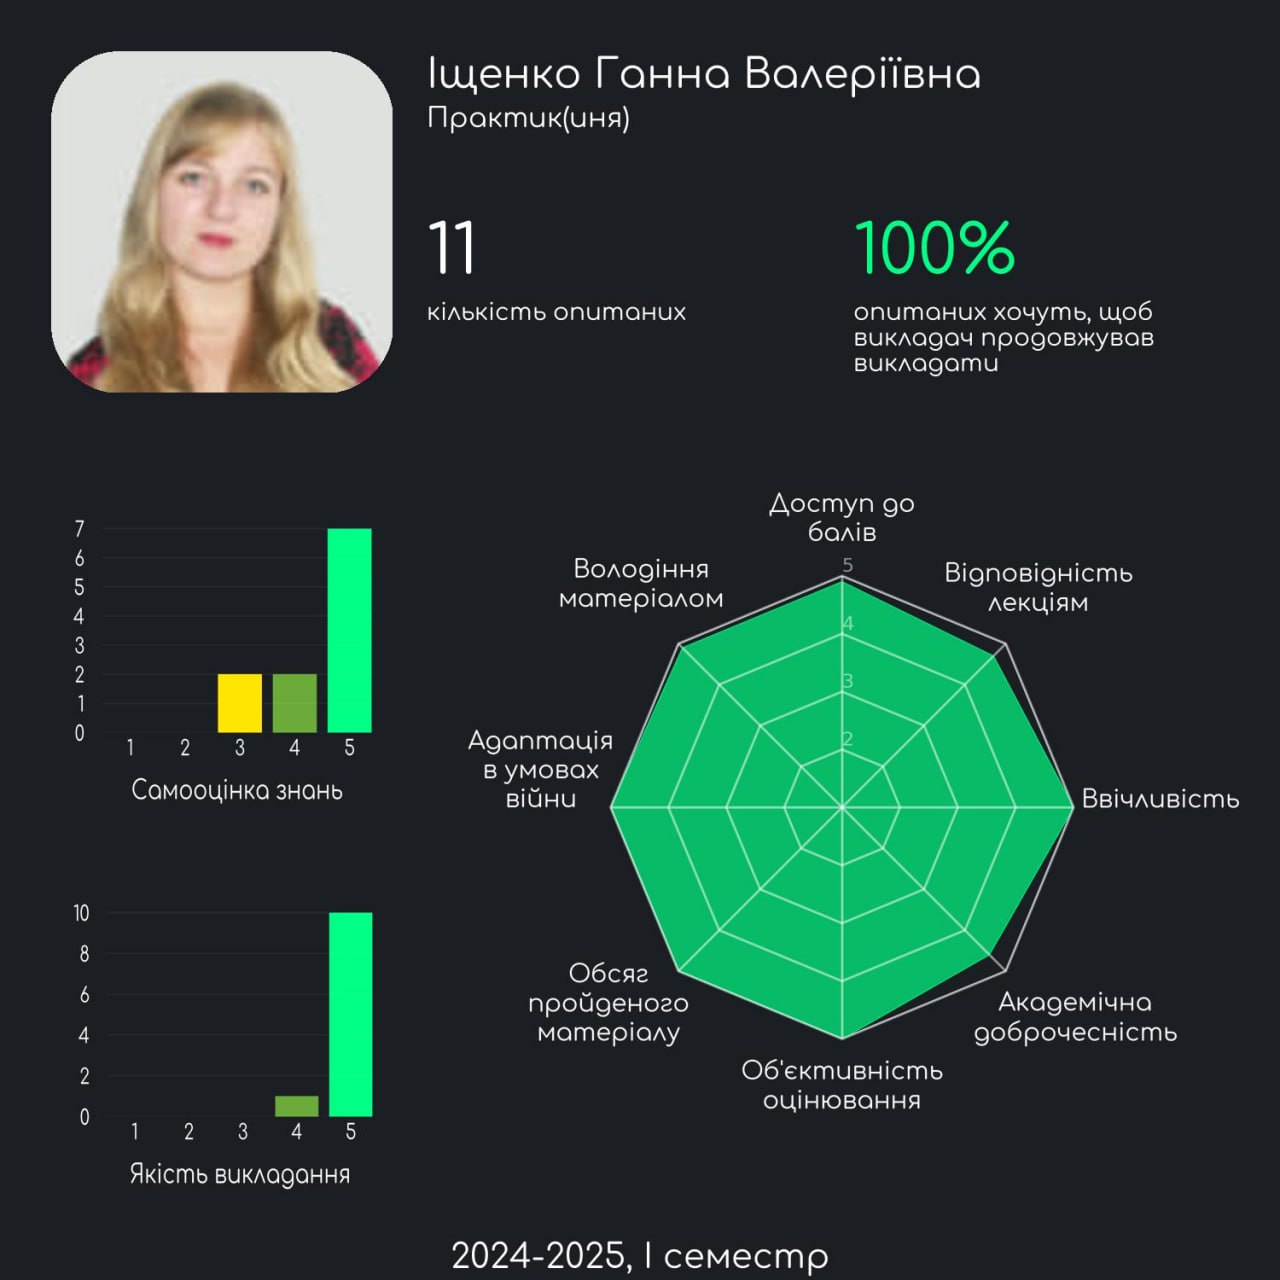 Іщенко Ганна Валеріївна
Практик(иня)
11
кількість опитаних
100%
опитаних хочуть, щоб
викладач продовжував
викладати
7
6
5
4
3
2
1
0
1 2 3 4 5
Самооцінка знань
10
8
6
4
2
0
1 2 3 4 5
Якість викладання
Доступ до
балів
Відповідність
лекціям
Ввічливість
Академічна
доброчесність
Об'єктивність
оцінювання
Обсяг
пройденого
матеріалу
Адаптація
в умовах
війни
Володіння
матеріалом
5
4
3
2
2024-2025, І семестр